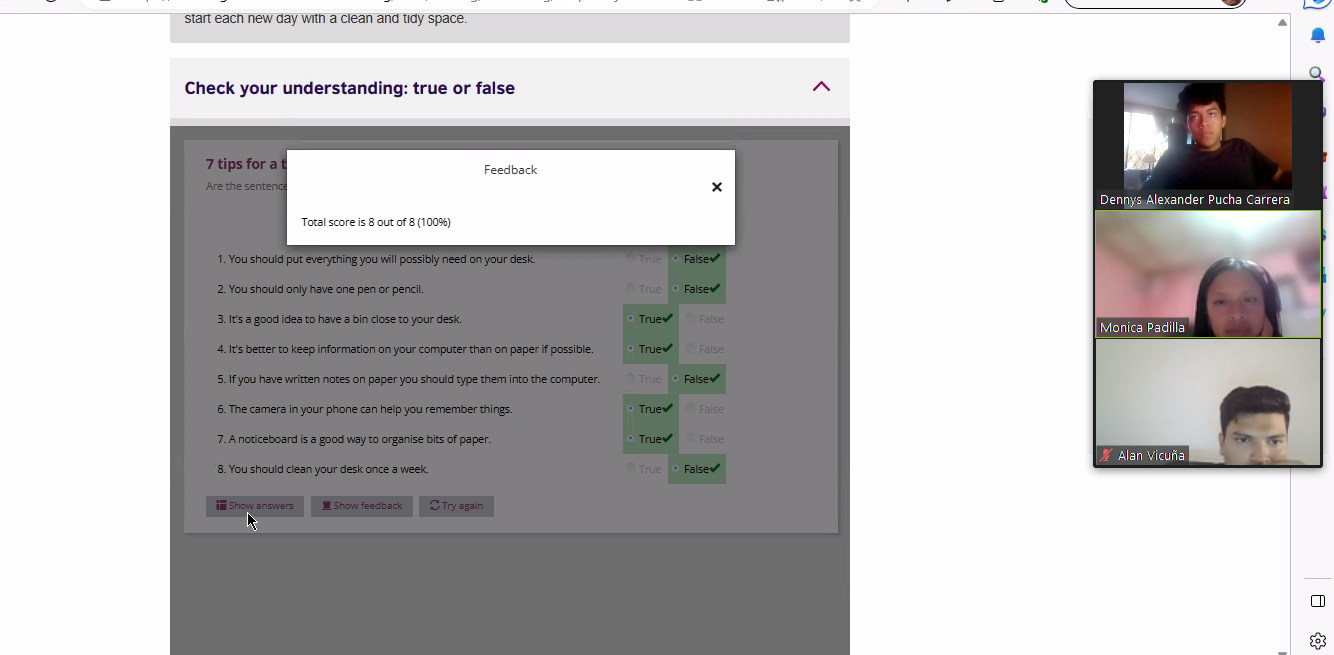 start each new day with a clean and tidy space.
Check your understanding: true or false
7 tips for a t
Are the sentence
Feedback
Total score is 8 out of 8 (100%)
1. You should put everything you will possibly need on your desk. True False
2. You should only have one pen or pencil. True False
3. It's a good idea to have a bin close to your desk. True False
4. It's better to keep information on your computer than on paper if possible. True False
5. If you have written notes on paper you should type them into the computer. True False
6. The camera in your phone can help you remember things. True False
7. A noticeboard is a good way to organise bits of paper. True False
8. You should clean your desk once a week. True False
Show answers Show feedback Try again
Dennys Alexander Pucha Carrera
Monica Padilla
Alan Vicuña